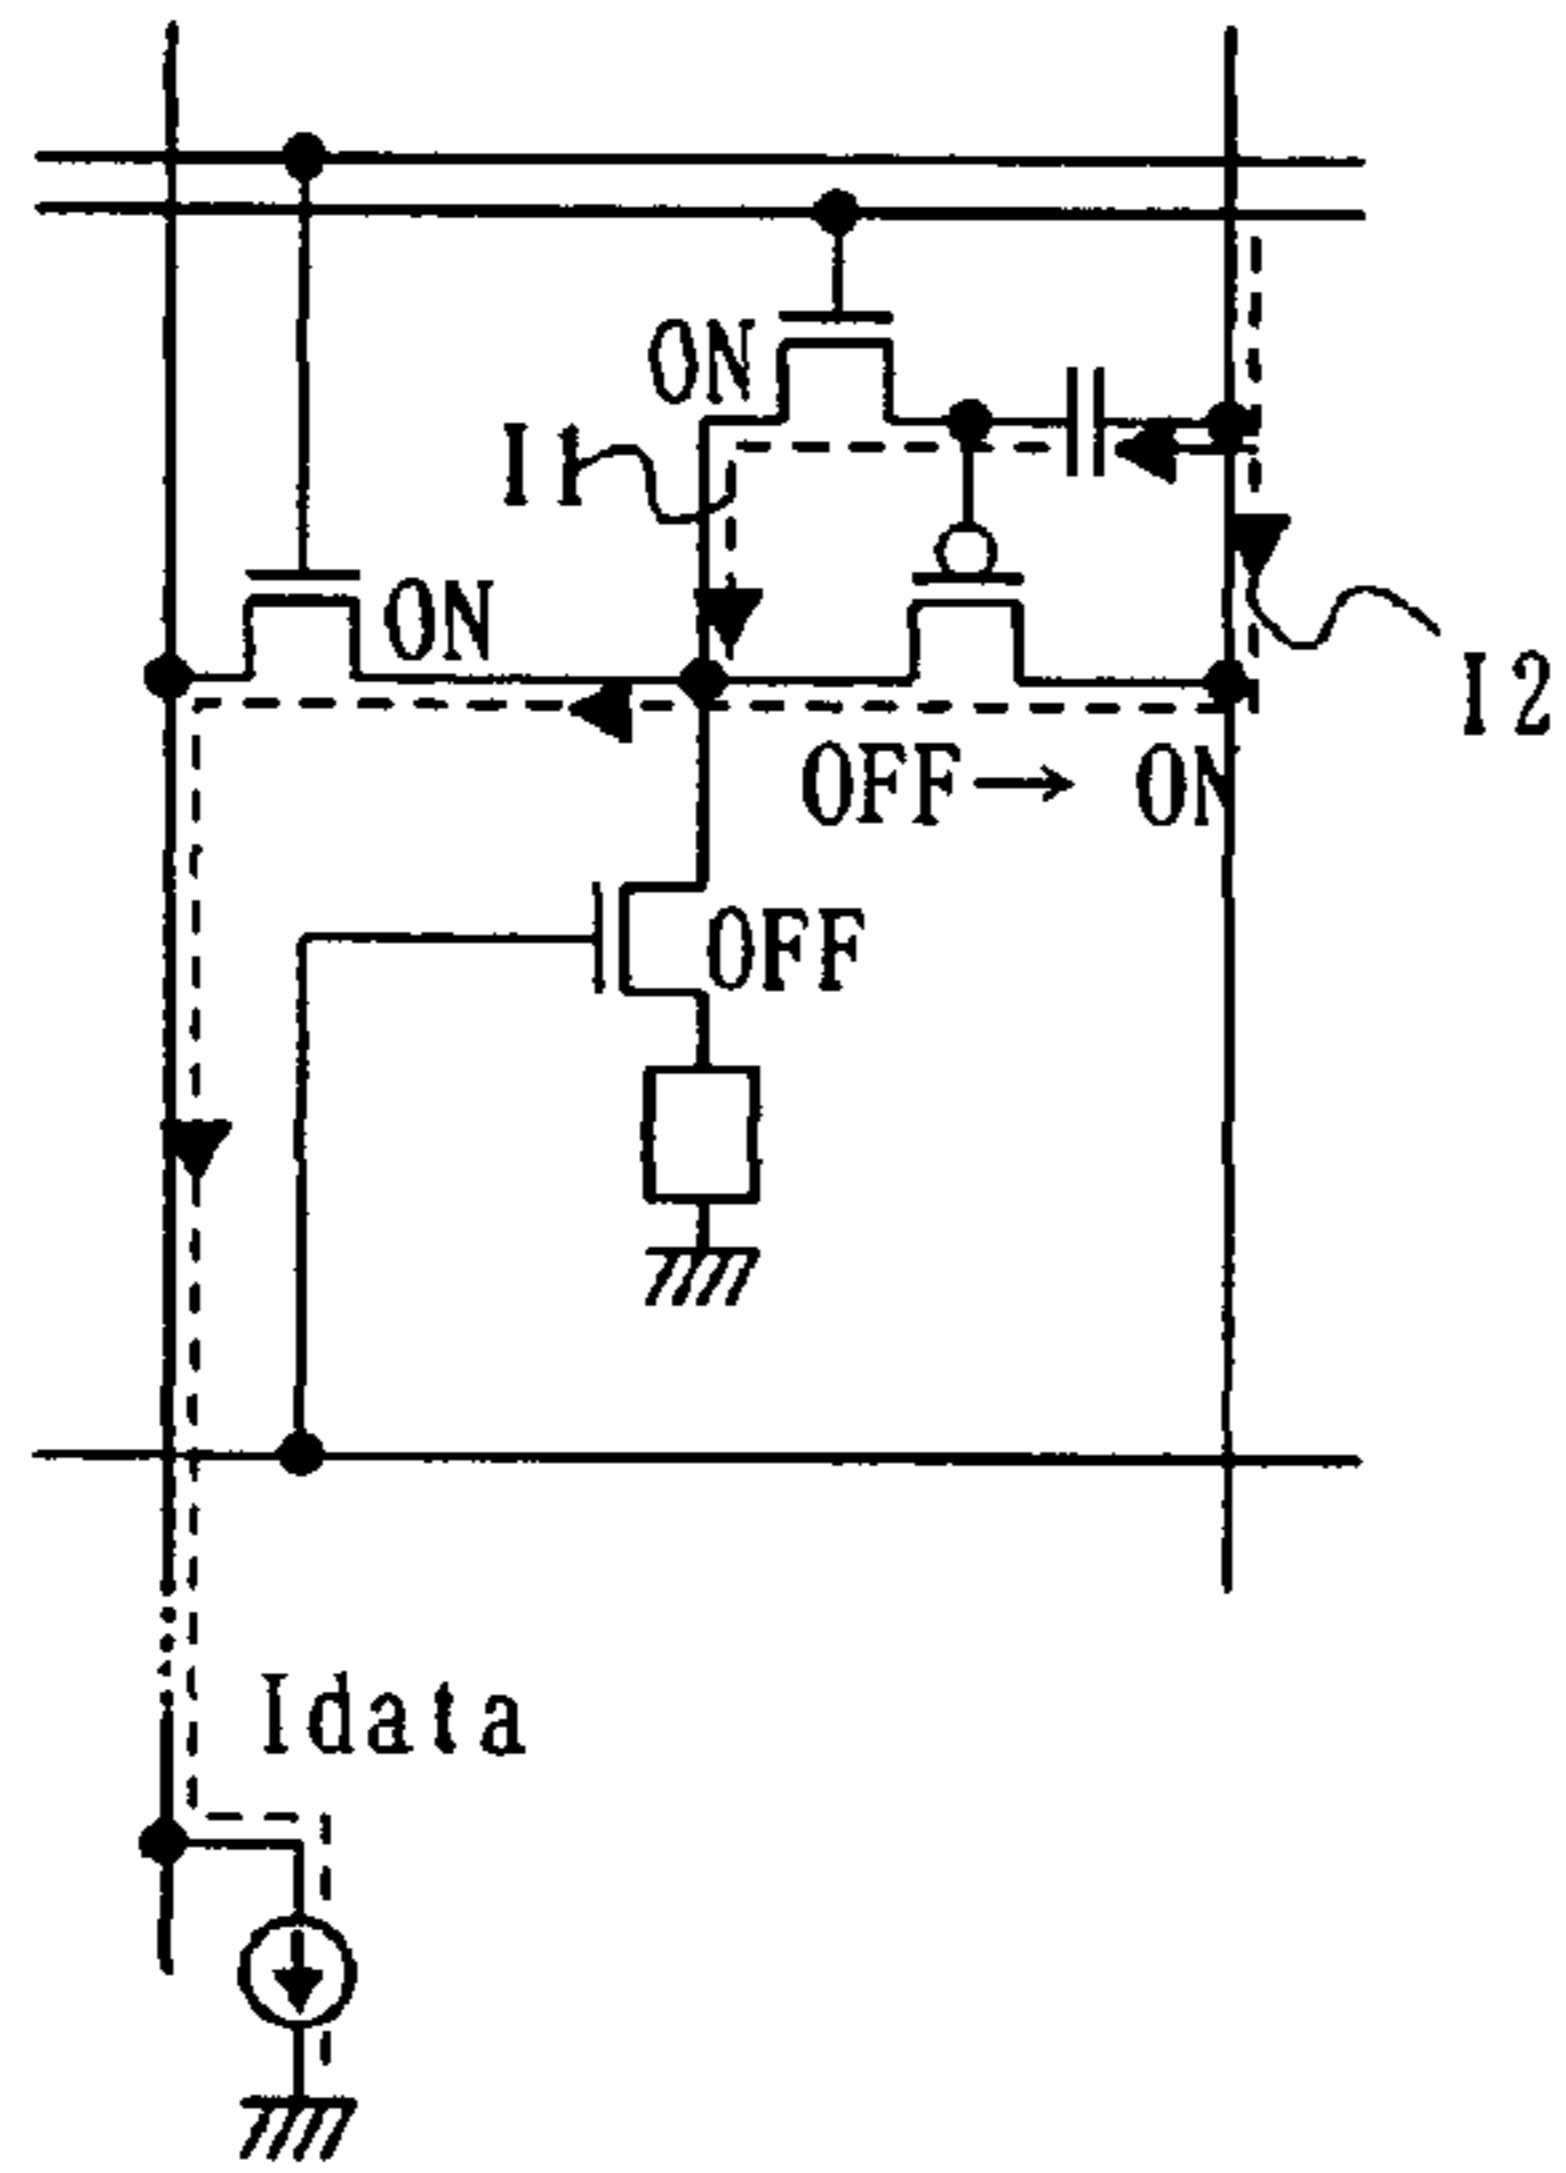 ON
I1
ON
I2
OFF→ ON
OFF
Idata